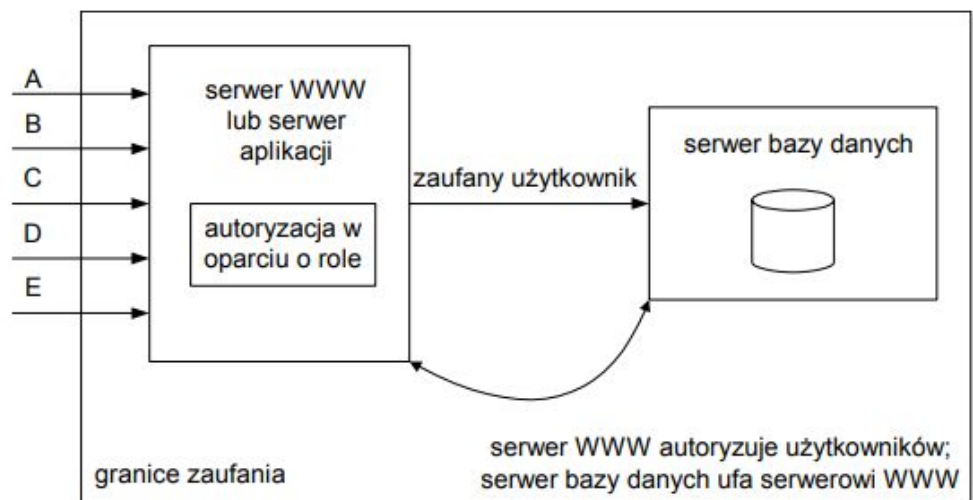 A
B
C
D
E
serwer WWW
lub serwer
aplikacji
autoryzacja w
oparciu o role
zaufany użytkownik
serwer bazy danych
granice zaufania
serwer WWW autoryzuje użytkowników;
serwer bazy danych ufa serwerowi WWW